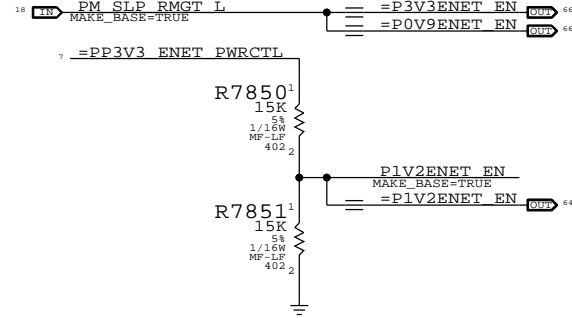 18 IN PM_SLP_RMGT_L =P3V3ENET_EN OUT 66
MAKE_BASE=TRUE
=P0V9ENET_EN OUT 66
7 =PP3V3_ENET_PWRCTL
R7850 1
15K
5%
1/16W
MF-LF
402 2
P1V2ENET_EN
MAKE_BASE=TRUE
=P1V2ENET_EN OUT 64
R7851 1
15K
5%
1/16W
MF-LF
402 2